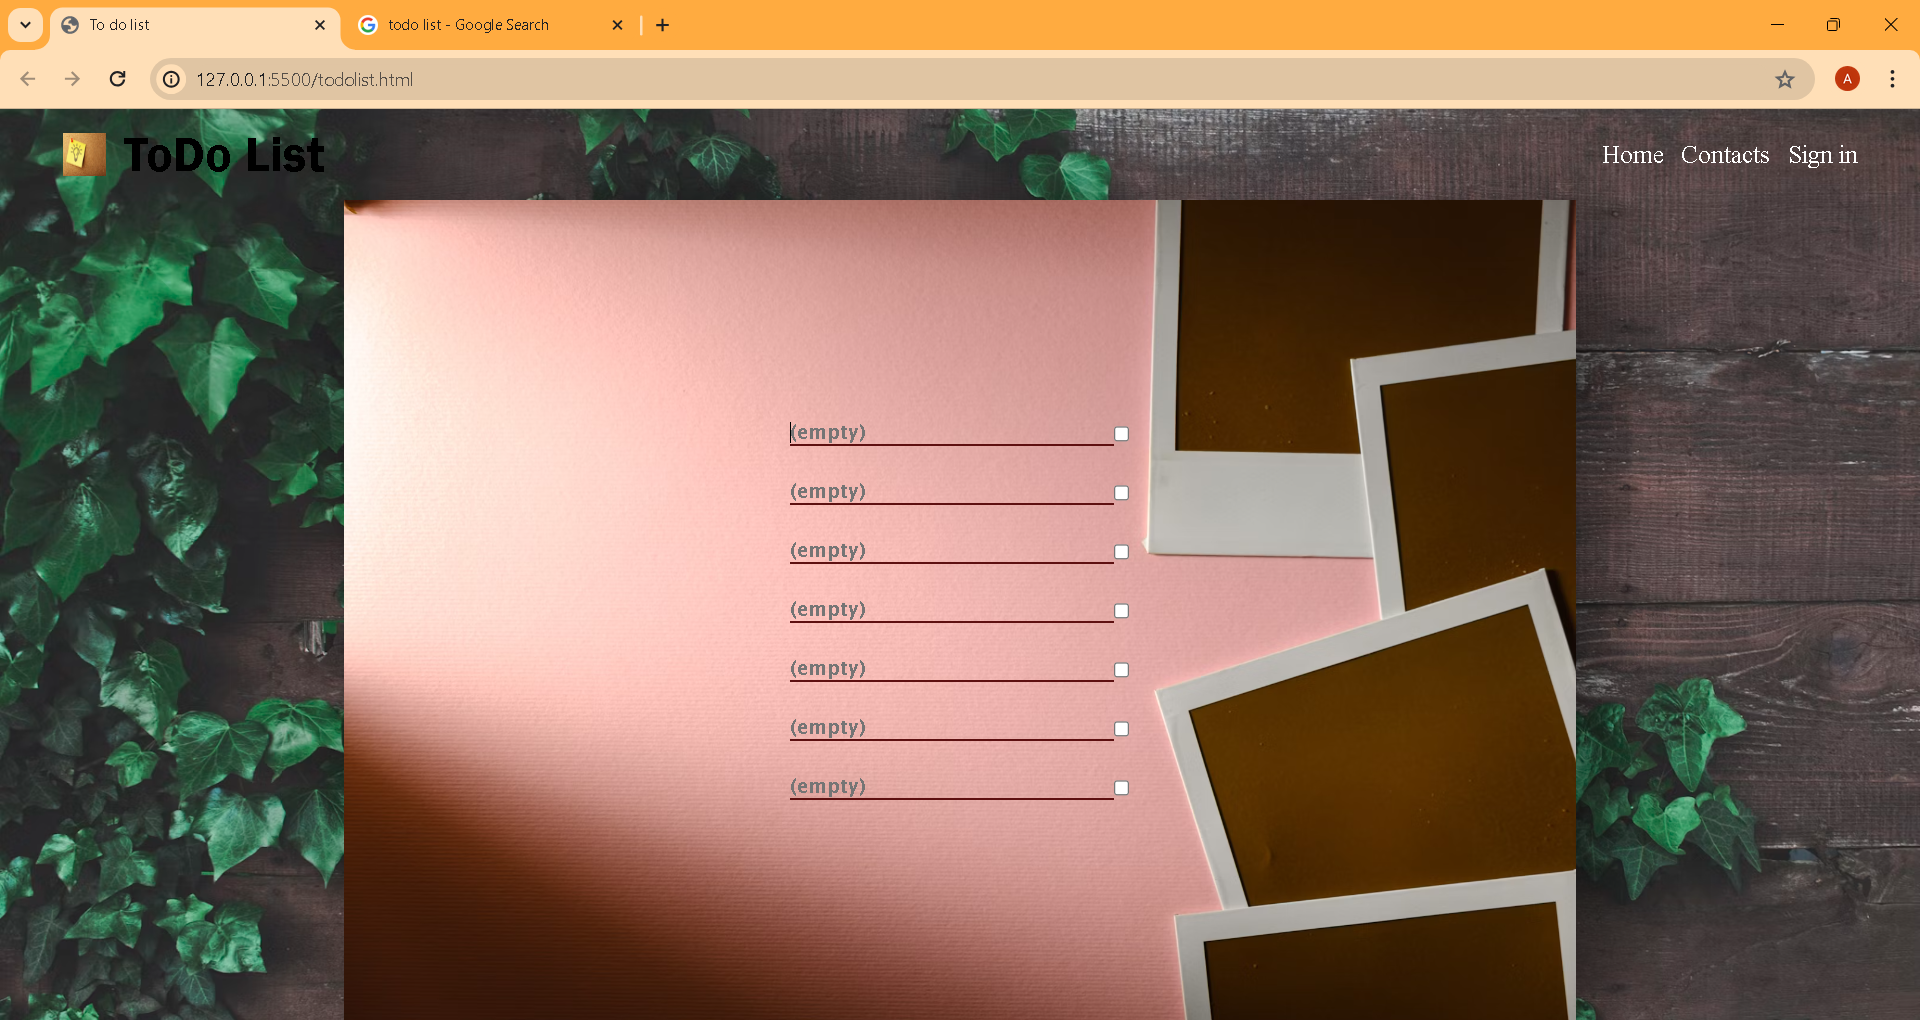 To do list
todo list - Google Search
127.0.0.1:5500/todolist.html
A
ToDo List
Home Contacts Sign in
(empty)
(empty)
(empty)
(empty)
(empty)
(empty)
(empty)